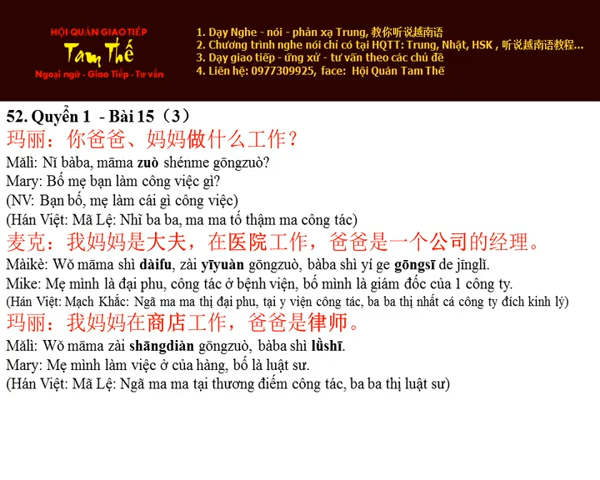 HỘI QUÁN GIAO TIẾP
Tam Thế
Ngoại ngữ - Giao Tiếp - Tư vấn
1. Dạy Nghe - nói - phản xạ Trung, 教你听说越南语
2. Chương trình nghe nói chỉ có tại HQTT: Trung, Nhật, HSK , 听说越南语教程...
3. Dạy giao tiếp - ứng xử - tư vấn theo các chủ đề
4. Liên hệ: 0977309925, face: Hội Quán Tam Thế
52. Quyển 1 - Bài 15（3）
玛丽：你爸爸、妈妈做什么工作？
Mălì: Nĭ bàba, māma zuò shénme gōngzuò?
Mary: Bố mẹ bạn làm công việc gì?
(NV: Bạn bố, mẹ làm cái gì công việc)
(Hán Việt: Mã Lệ: Nhĩ ba ba, ma ma tố thậm ma công tác)
麦克：我妈妈是大夫，在医院工作，爸爸是一个公司的经理。
Màikè: Wŏ māma shì dàifu, zài yīyuàn gōngzuò, bàba shì yí ge gōngsī de jīnglĭ.
Mike: Mẹ mình là đại phu, công tác ở bệnh viện, bố mình là giám đốc của 1 công ty.
(Hán Việt: Mạch Khắc: Ngã ma ma thị đại phu, tại y viện công tác, ba ba thị nhất cá công ty đích kinh lý)
玛丽：我妈妈在商店工作，爸爸是律师。
Mălì: Wŏ māma zài shāngdiàn gōngzuò, bàba shì lǜshī.
Mary: Mẹ mình làm việc ở của hàng, bố là luật sư.
(Hán Việt: Mã Lệ: Ngã ma ma tại thương điếm công tác, ba ba thị luật sư)